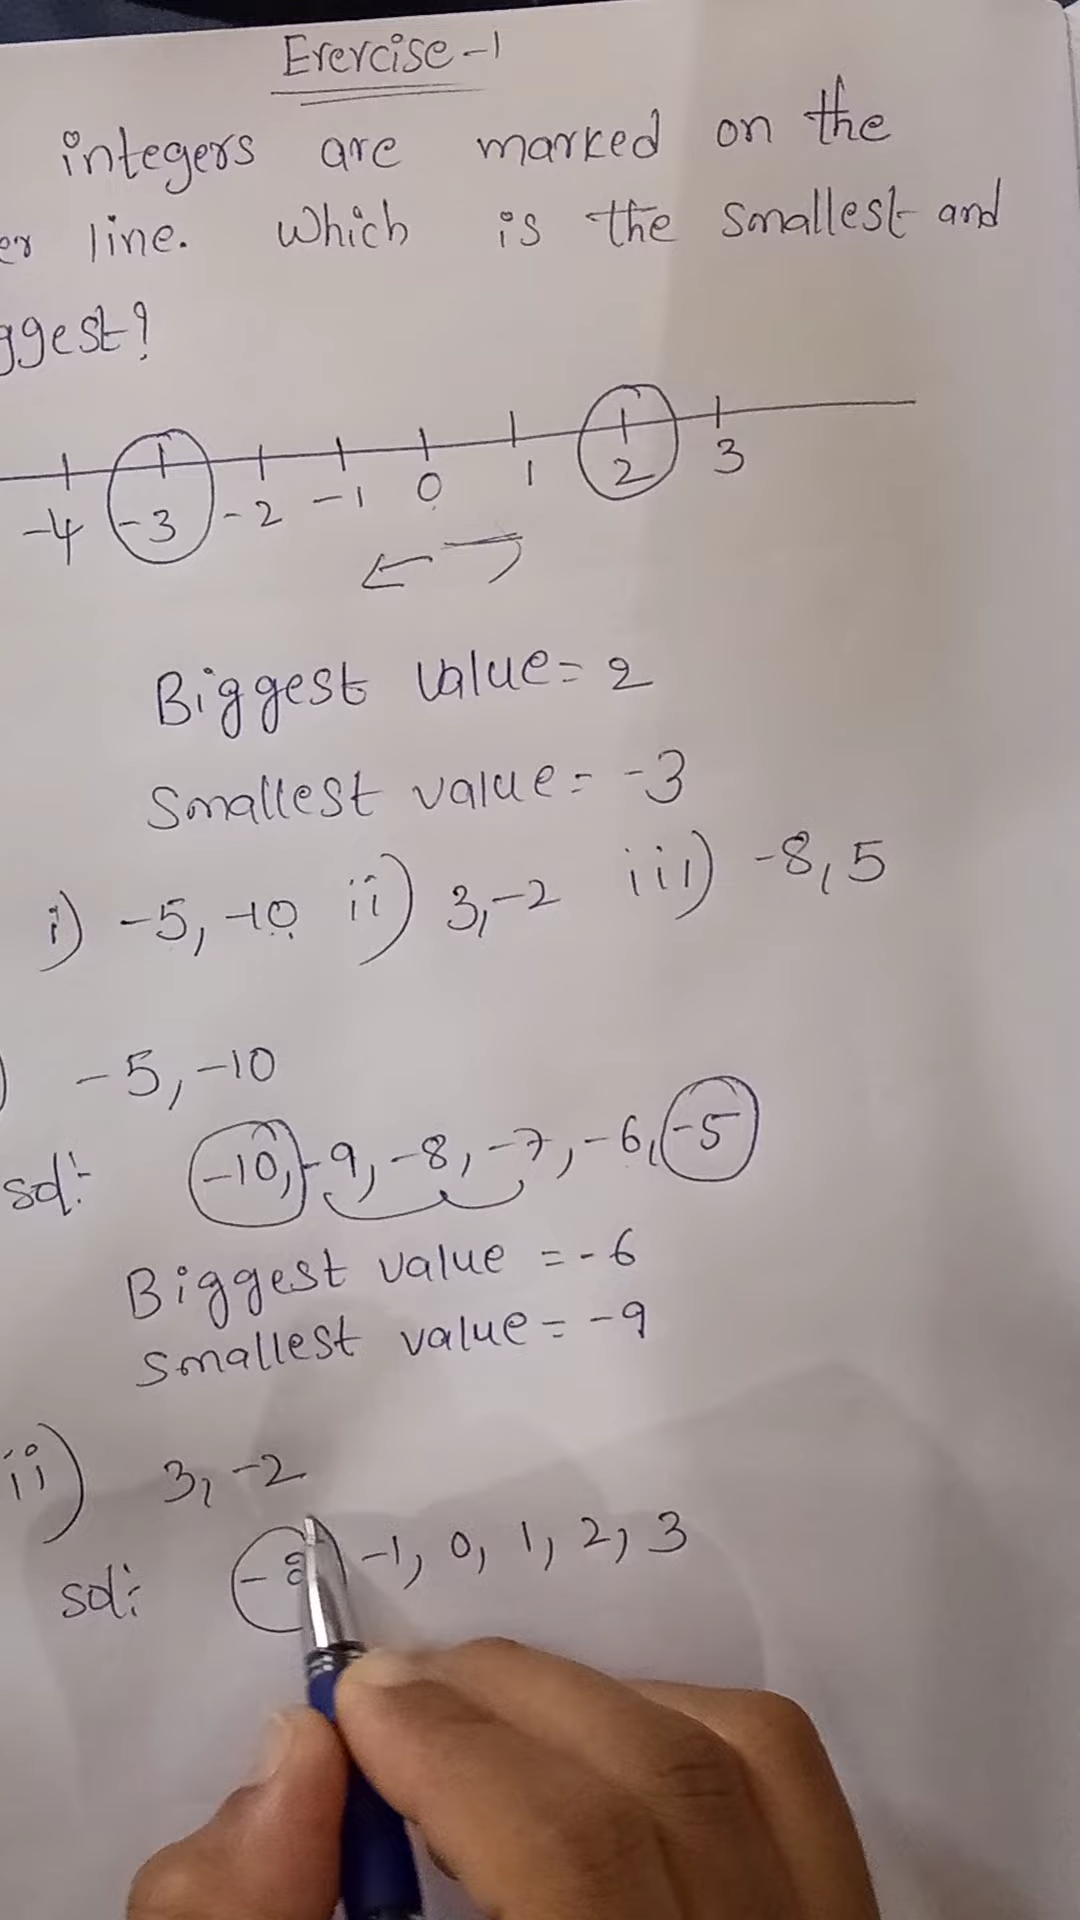 Erercise-1
integers are marked on the
er line. Which is the smallest and
ggest?
-4 -3 -2 -1 0 1 2 3
Biggest value = 2
Smallest value = -3
i) -5, -10 ii) 3, -2 iii) -8, 5
) -5, -10
sol:- -10, -9, -8, -7, -6, -5
Biggest value = -6
Smallest value = -9
ii) 3, -2
sol:- -1, 0, 1, 2, 3